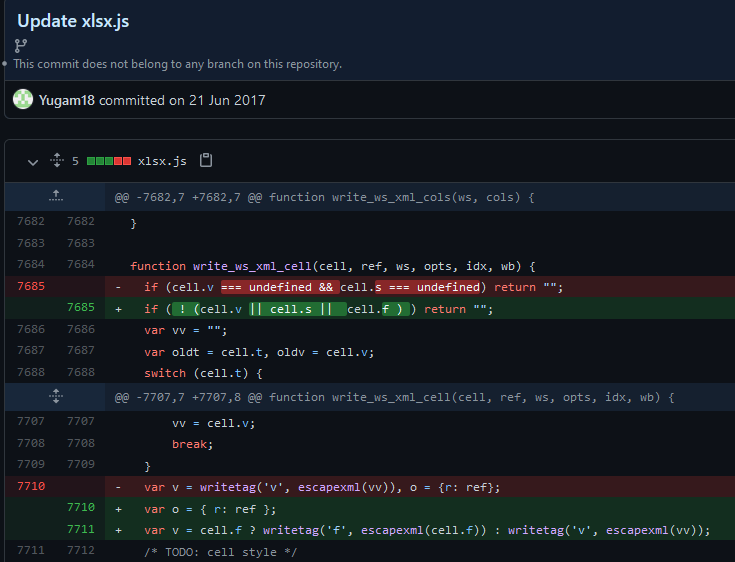 Update xlsx.js
This commit does not belong to any branch on this repository.
Yugam18 committed on 21 Jun 2017
5 xlsx.js
@@ -7682,7 +7682,7 @@ function write_ws_xml_cols(ws, cols) {
7682 7682 }
7683 7683
7684 7684 function write_ws_xml_cell(cell, ref, ws, opts, idx, wb) {
7685 - if (cell.v === undefined && cell.s === undefined) return "";
7685 + if ( ! (cell.v || cell.s || cell.f ) ) return "";
7686 7686 var vv = "";
7687 7687 var oldt = cell.t, oldv = cell.v;
7688 7688 switch (cell.t) {
@@ -7707,7 +7707,8 @@ function write_ws_xml_cell(cell, ref, ws, opts, idx, wb) {
7707 7707 vv = cell.v;
7708 7708 break;
7709 7709 }
7710 - var v = writetag('v', escapexml(vv)), o = {r: ref};
7710 + var o = { r: ref };
7711 + var v = cell.f ? writetag('f', escapexml(cell.f)) : writetag('v', escapexml(vv));
7711 7712 /* TODO: cell style */